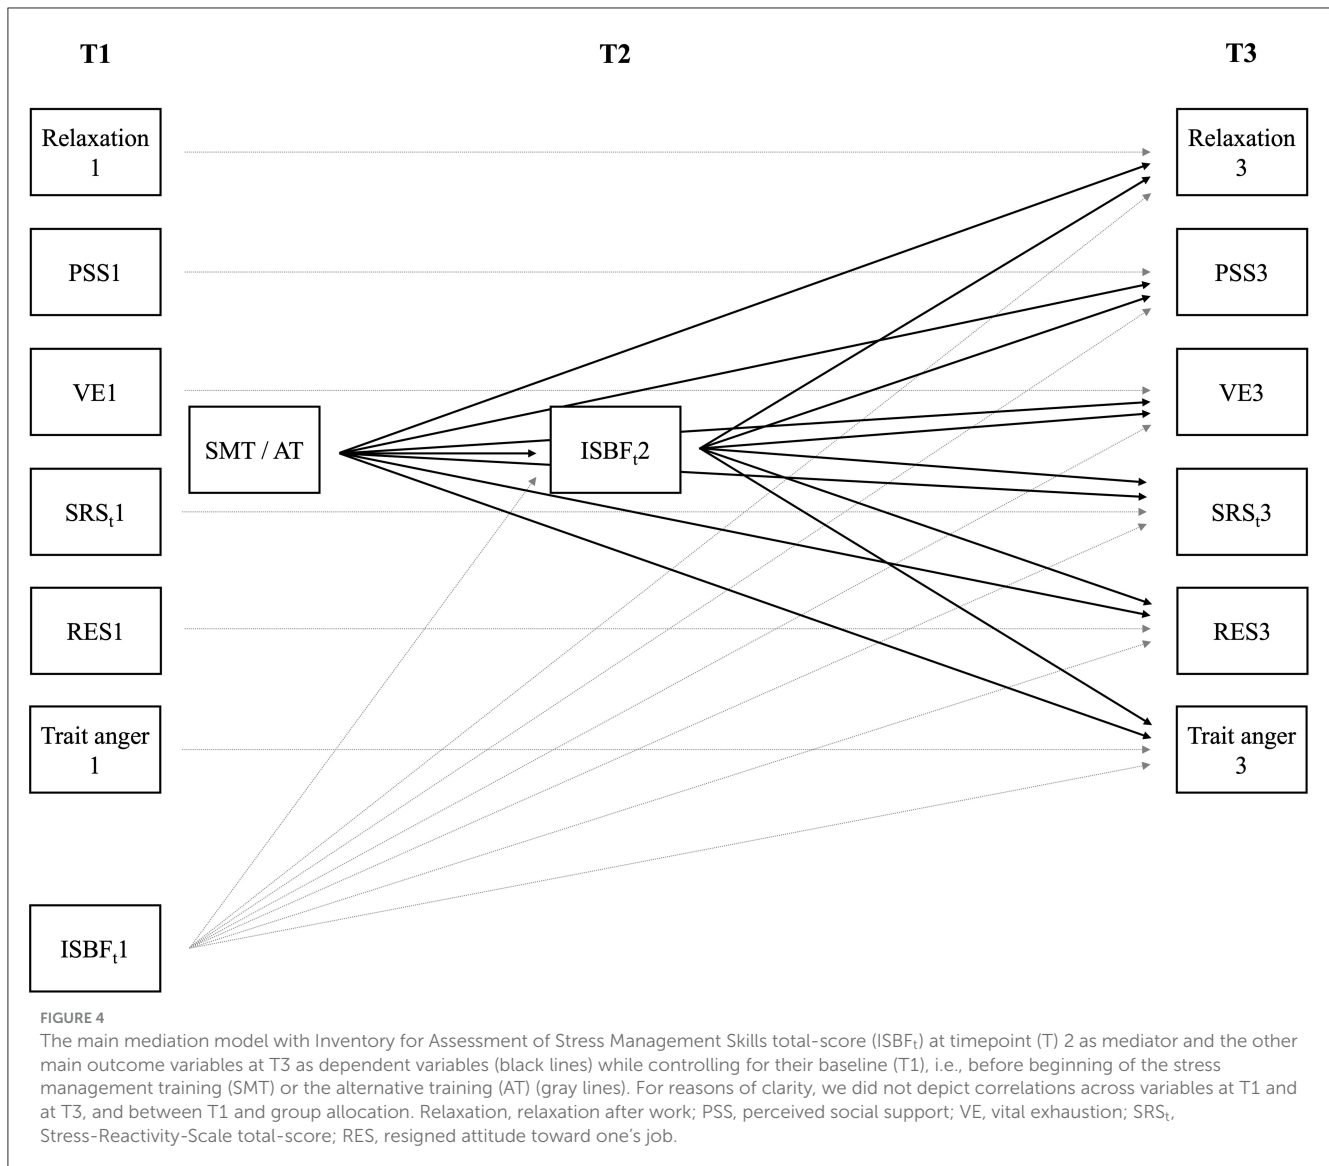 T1
T2
T3
Relaxation
1
Relaxation
3
PSS1
PSS3
VE1
VE3
SMT / AT
ISBFₜ2
SRSₜ1
SRSₜ3
RES1
RES3
Trait anger
1
Trait anger
3
ISBFₜ1
FIGURE 4
The main mediation model with Inventory for Assessment of Stress Management Skills total-score (ISBFₜ) at timepoint (T) 2 as mediator and the other
main outcome variables at T3 as dependent variables (black lines) while controlling for their baseline (T1), i.e., before beginning of the stress
management training (SMT) or the alternative training (AT) (gray lines). For reasons of clarity, we did not depict correlations across variables at T1 and
at T3, and between T1 and group allocation. Relaxation, relaxation after work; PSS, perceived social support; VE, vital exhaustion; SRSₜ,
Stress-Reactivity-Scale total-score; RES, resigned attitude toward one's job.